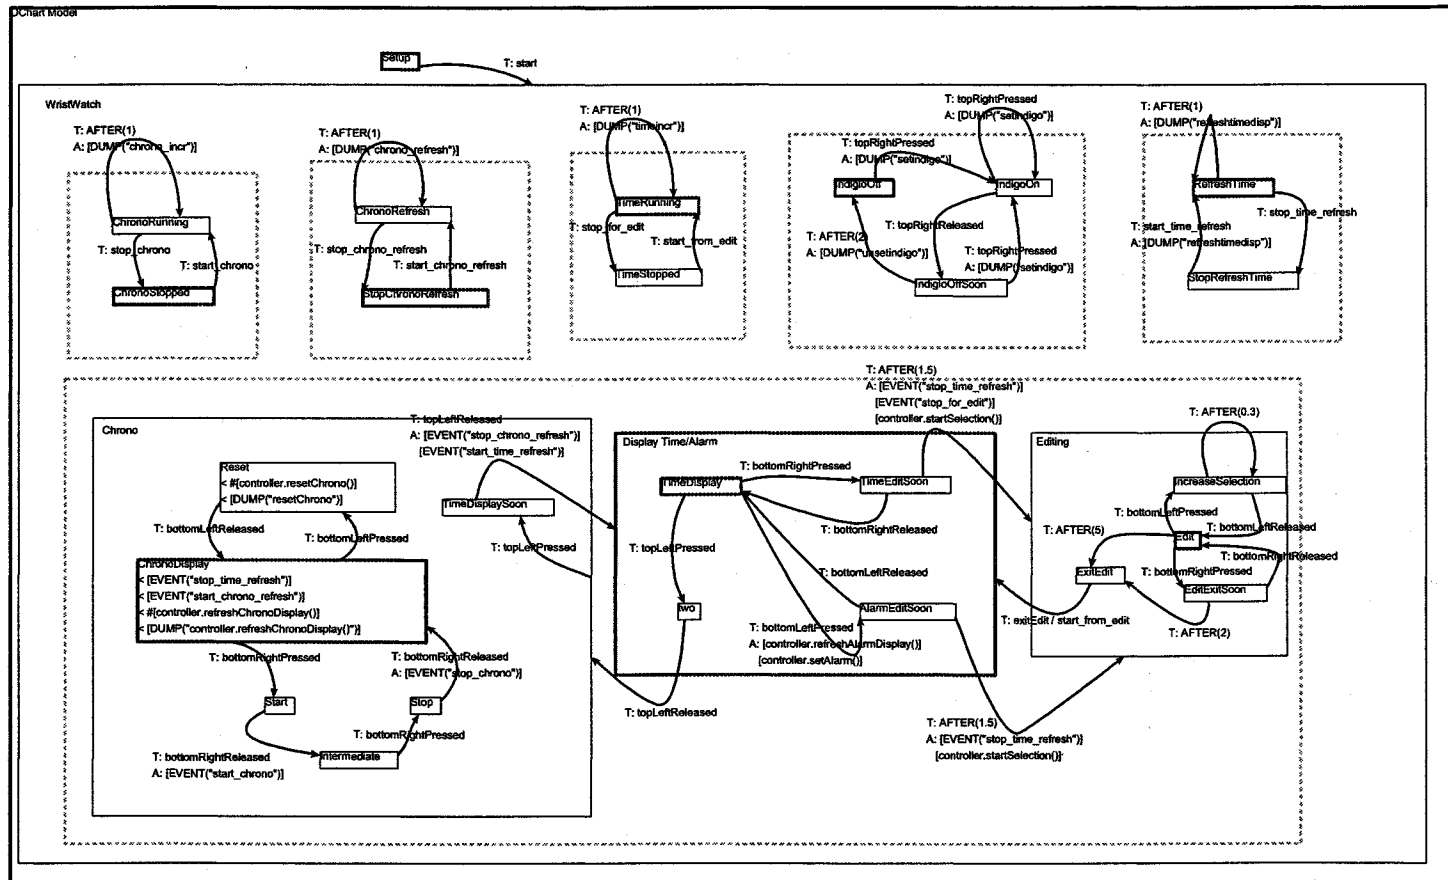 DChart Model
Setup
T: start
WristWatch
T: AFTER(1)
A: [DUMP("chrono_incr")]
ChronoRunning
T: stop_chrono
T: start_chrono
ChronoStopped
T: AFTER(1)
A: [DUMP("chrono_refresh")]
ChronoRefresh
T: stop_chrono_refresh
T: start_chrono_refresh
StopChronoRefresh
T: AFTER(1)
A: [DUMP("timeincr")]
TimeRunning
T: stop_for_edit
T: start_from_edit
TimeStopped
T: topRightPressed
A: [DUMP("setindigo")]
T: topRightPressed
A: [DUMP("setindigo")]
IndigloOff
IndigoOn
T: topRightReleased
T: AFTER(2)
A: [DUMP("unsetindigo")]
T: topRightPressed
A: [DUMP("setindigo")]
IndigloOffSoon
T: AFTER(1)
A: [DUMP("refreshtimedisp")]
RefreshTime
T: stop_time_refresh
T: start_time_refresh
A: [DUMP("refreshtimedisp")]
StopRefreshTime
Chrono
Reset
< #[controller.resetChrono()]
< [DUMP("resetChrono")]
T: bottomLeftReleased
T: bottomLeftPressed
ChronoDisplay
< [EVENT("stop_time_refresh")]
< [EVENT("start_chrono_refresh")]
< #[controller.refreshChronoDisplay()]
< [DUMP("controller.refreshChronoDisplay()")]
T: bottomRightPressed
T: bottomRightReleased
A: [EVENT("stop_chrono")]
Start
Stop
T: bottomRightReleased
A: [EVENT("start_chrono")]
Intermediate
T: bottomRightPressed
T: topLeftReleased
A: [EVENT("stop_chrono_refresh")]
[EVENT("start_time_refresh")]
TimeDisplaySoon
T: topLeftPressed
Display Time/Alarm
TimeDisplay
T: bottomRightPressed
TimeEditSoon
T: bottomRightReleased
T: topLeftPressed
T: bottomLeftReleased
two
AlarmEditSoon
T: bottomLeftPressed
A: [controller.refreshAlarmDisplay()]
[controller.setAlarm()]
T: topLeftReleased
T: AFTER(1.5)
A: [EVENT("stop_time_refresh")]
[EVENT("stop_for_edit")]
[controller.startSelection()]
T: AFTER(1.5)
A: [EVENT("stop_time_refresh")]
[controller.startSelection()]
Editing
T: AFTER(0.3)
IncreaseSelection
T: bottomLeftPressed
T: bottomLeftReleased
T: AFTER(5)
Edit
T: bottomRightReleased
T: bottomRightPressed
ExitEdit
EditExitSoon
T: exitEdit / start_from_edit
T: AFTER(2)